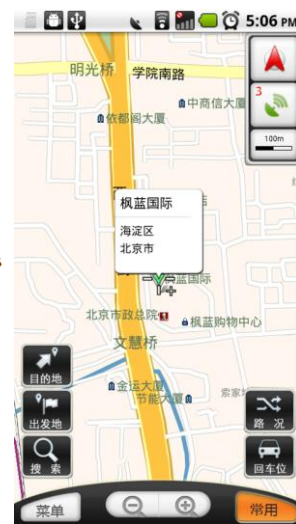 5:06 PM
明光桥
学院南路
3
中商信大厦
依都阁大厦
100m
枫蓝国际
海淀区
北京市
蓝国际
北京市政总院
枫蓝购物中心
文慧桥
目的地
金运大厦
节能大厦
索家
出发地
路 况
搜 索
回车位
菜单
常用